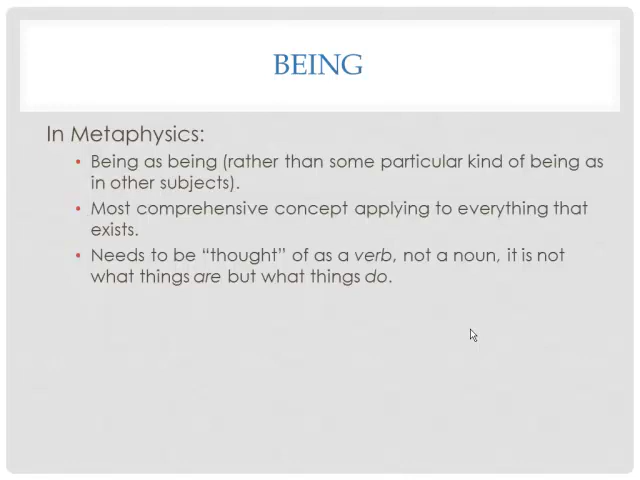 BEING
In Metaphysics:
• Being as being (rather than some particular kind of being as
in other subjects).
• Most comprehensive concept applying to everything that
exists.
• Needs to be “thought” of as a verb, not a noun, it is not
what things are but what things do.